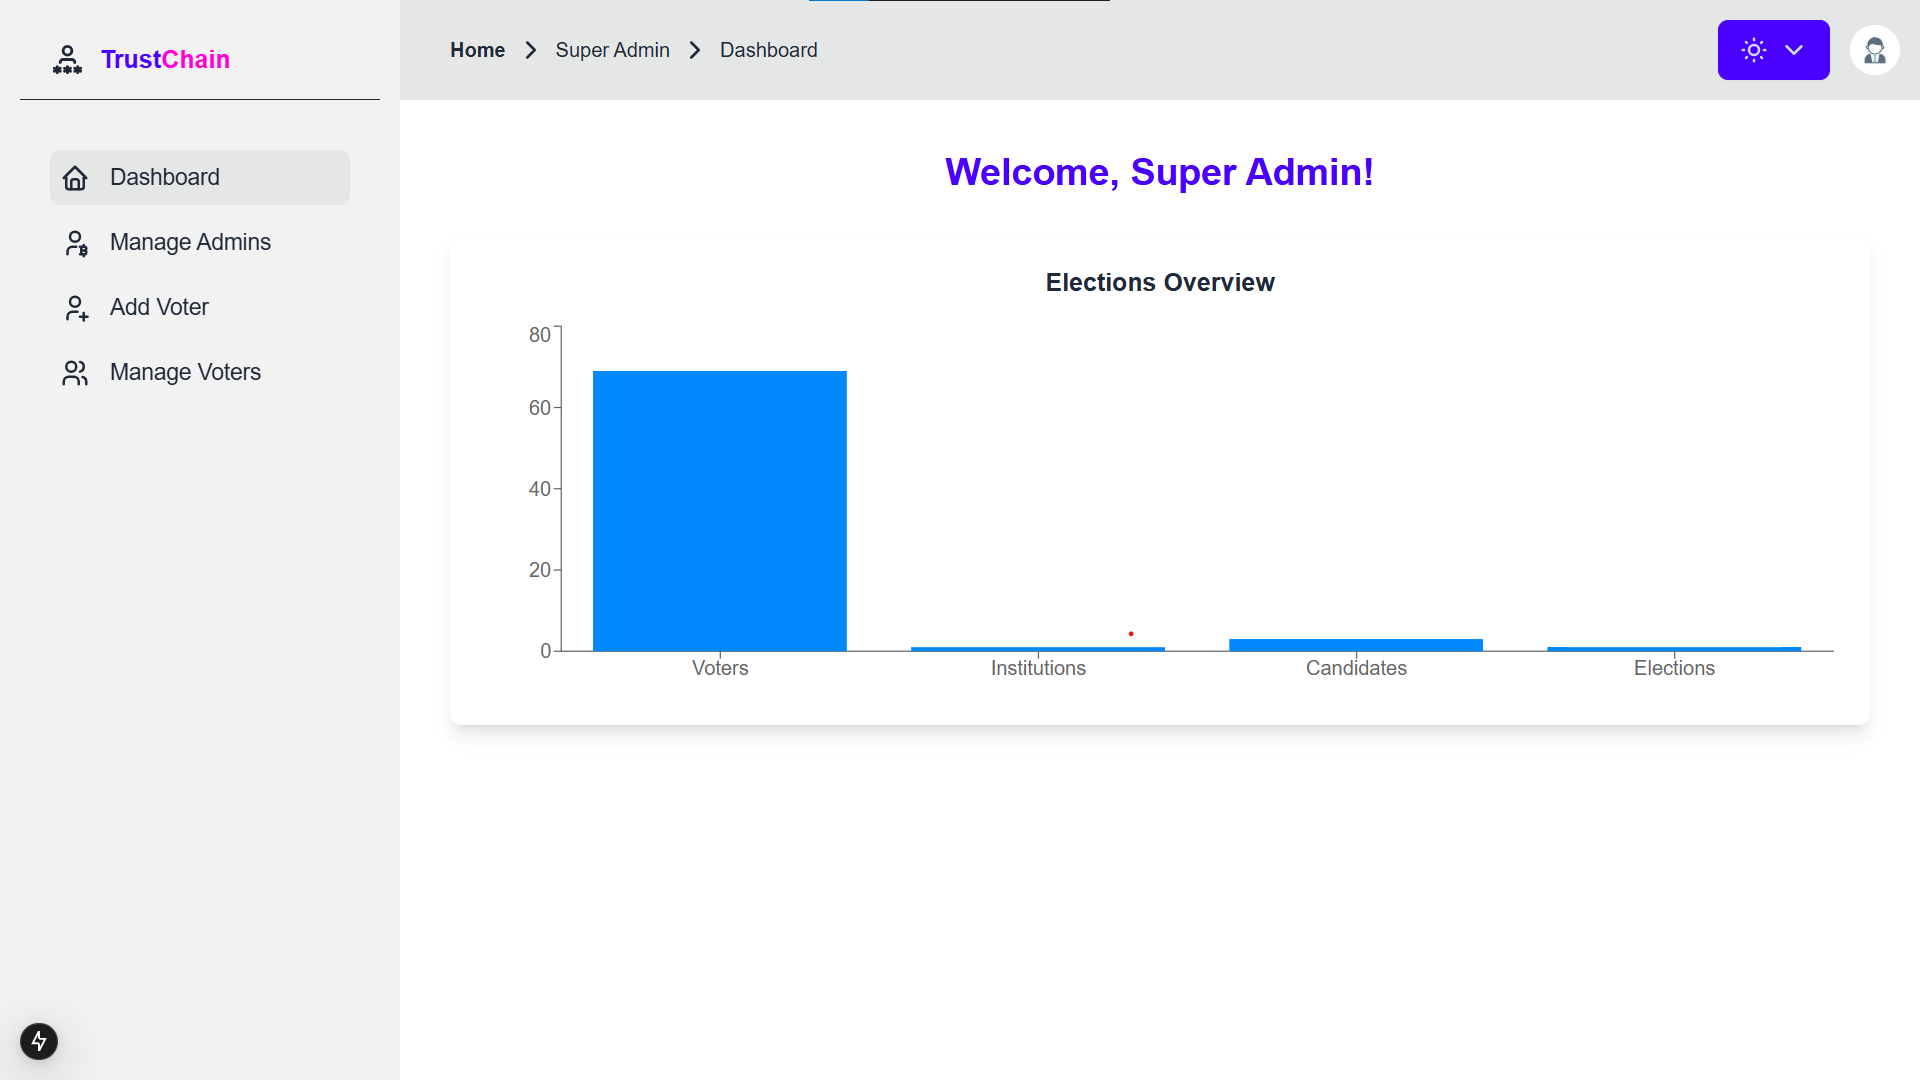 TrustChain
Home > Super Admin > Dashboard
Dashboard
Manage Admins
Add Voter
Manage Voters
Welcome, Super Admin!
Elections Overview
80
60
40
20
0
Voters Institutions Candidates Elections